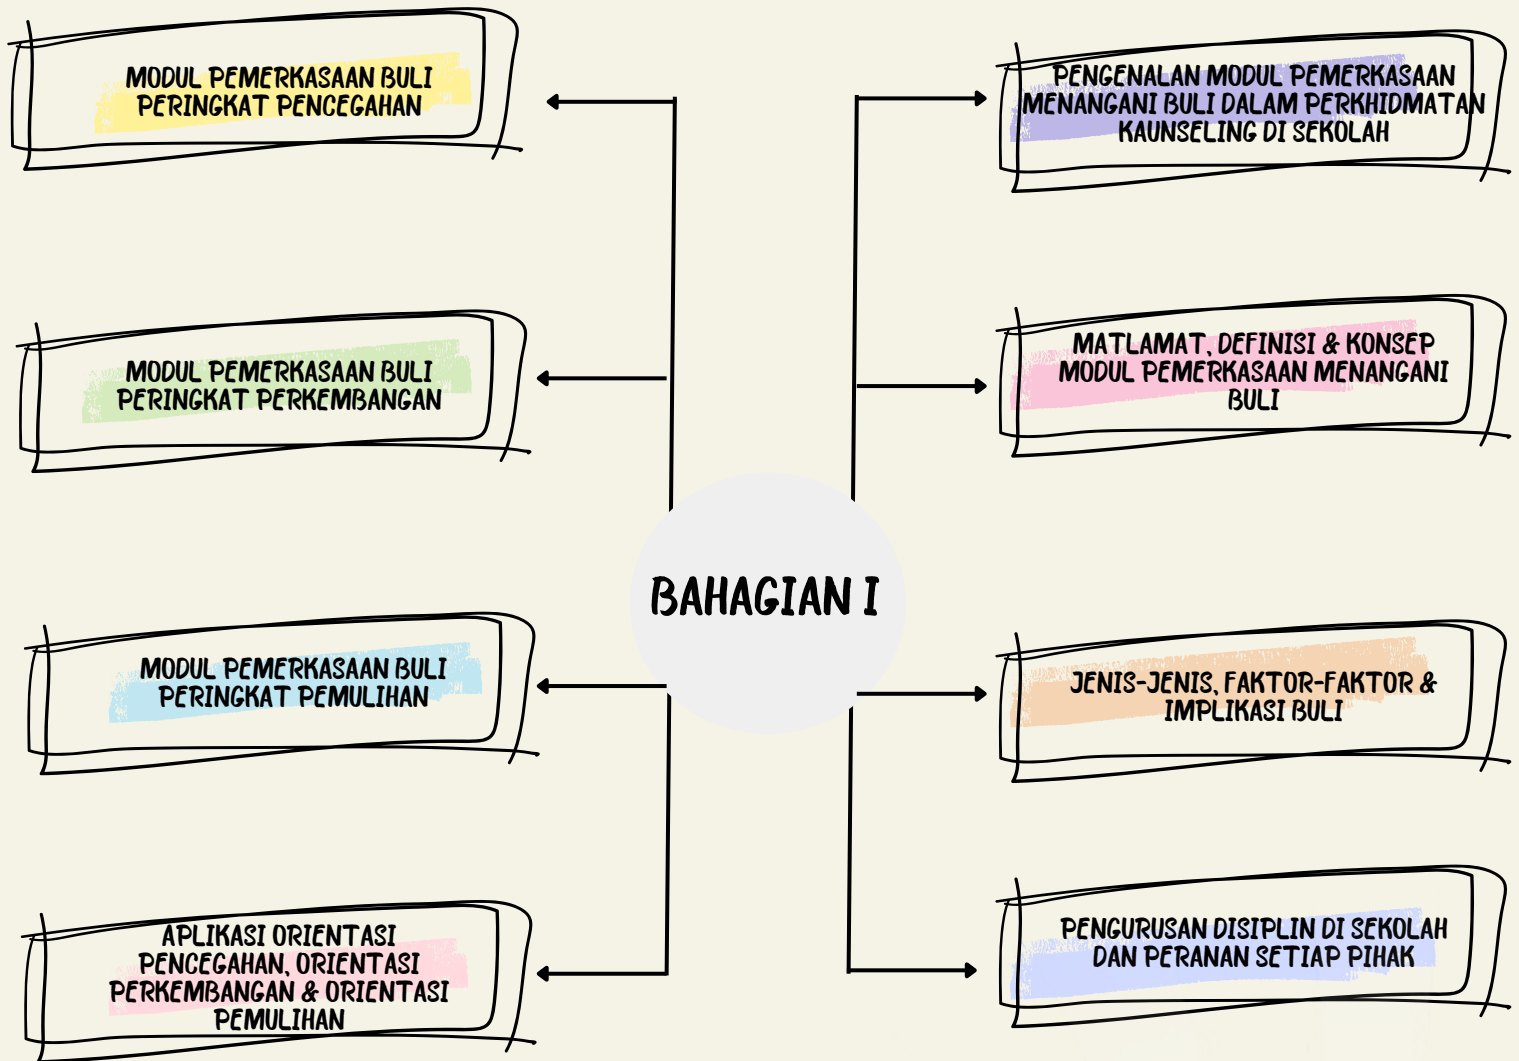 MODUL PEMERKASAAN BULI
PERINGKAT PENCEGAHAN
MODUL PEMERKASAAN BULI
PERINGKAT PERKEMBANGAN
MODUL PEMERKASAAN BULI
PERINGKAT PEMULIHAN
APLIKASI ORIENTASI
PENCEGAHAN, ORIENTASI
PERKEMBANGAN & ORIENTASI
PEMULIHAN
BAHAGIAN I
PENGENALAN MODUL PEMERKASAAN
MENANGANI BULI DALAM PERKHIDMATAN
KAUNSELING DI SEKOLAH
MATLAMAT, DEFINISI & KONSEP
MODUL PEMERKASAAN MENANGANI
BULI
JENIS-JENIS, FAKTOR-FAKTOR &
IMPLIKASI BULI
PENGURUSAN DISIPLIN DI SEKOLAH
DAN PERANAN SETIAP PIHAK